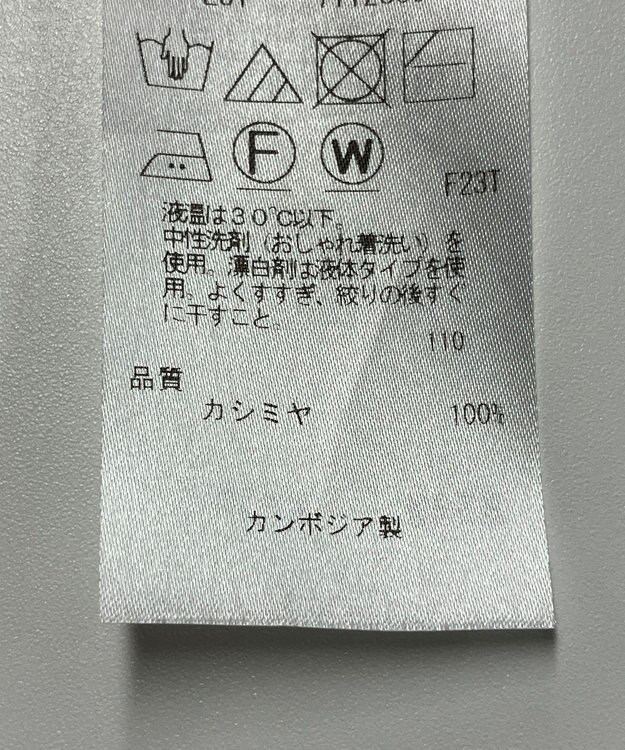 F
W
F23T
液温は30℃以下。
中性洗剤（おしゃれ着洗い）を
使用。漂白剤は液体タイプを使
用。よくすすぎ、絞りの後すぐ
に干すこと。
110
品質
カシミヤ 100%
カンボジア製